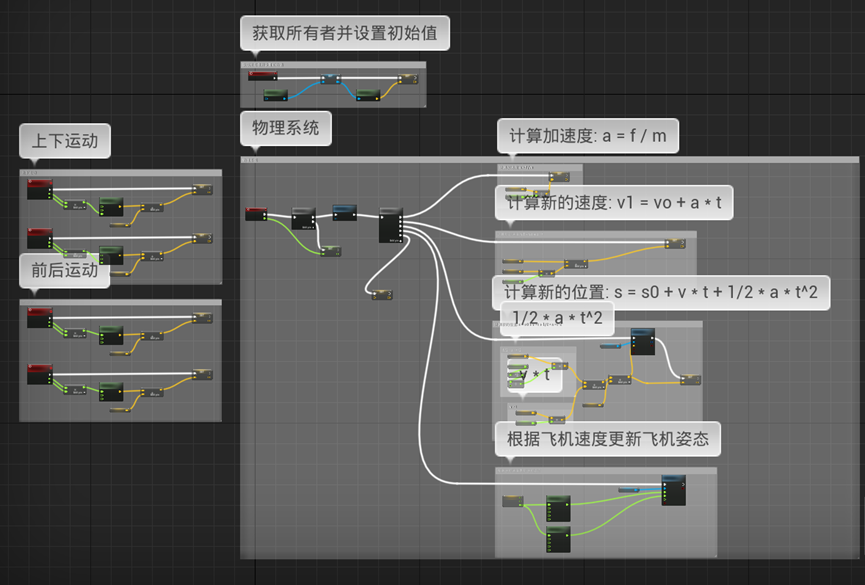 获取所有者并设置初始值
物理系统
上下运动
计算加速度: a = f / m
计算新的速度: v1 = vo + a * t
前后运动
计算新的位置: s = s0 + v * t + 1/2 * a * t^2
1/2 * a * t^2
v * t
根据飞机速度更新飞机姿态